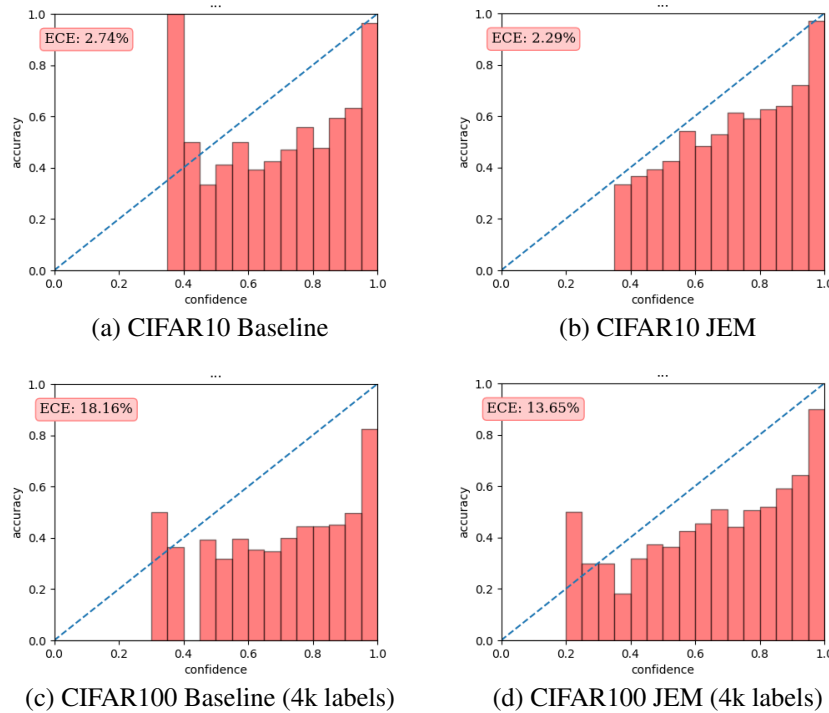 ...
ECE: 2.74%
1.0
0.8
0.6
0.4
0.2
0.0
accuracy
0.0 0.2 0.4 0.6 0.8 1.0
confidence
(a) CIFAR10 Baseline
...
ECE: 2.29%
1.0
0.8
0.6
0.4
0.2
0.0
accuracy
0.0 0.2 0.4 0.6 0.8 1.0
confidence
(b) CIFAR10 JEM
...
ECE: 18.16%
1.0
0.8
0.6
0.4
0.2
0.0
accuracy
0.0 0.2 0.4 0.6 0.8 1.0
confidence
(c) CIFAR100 Baseline (4k labels)
...
ECE: 13.65%
1.0
0.8
0.6
0.4
0.2
0.0
accuracy
0.0 0.2 0.4 0.6 0.8 1.0
confidence
(d) CIFAR100 JEM (4k labels)